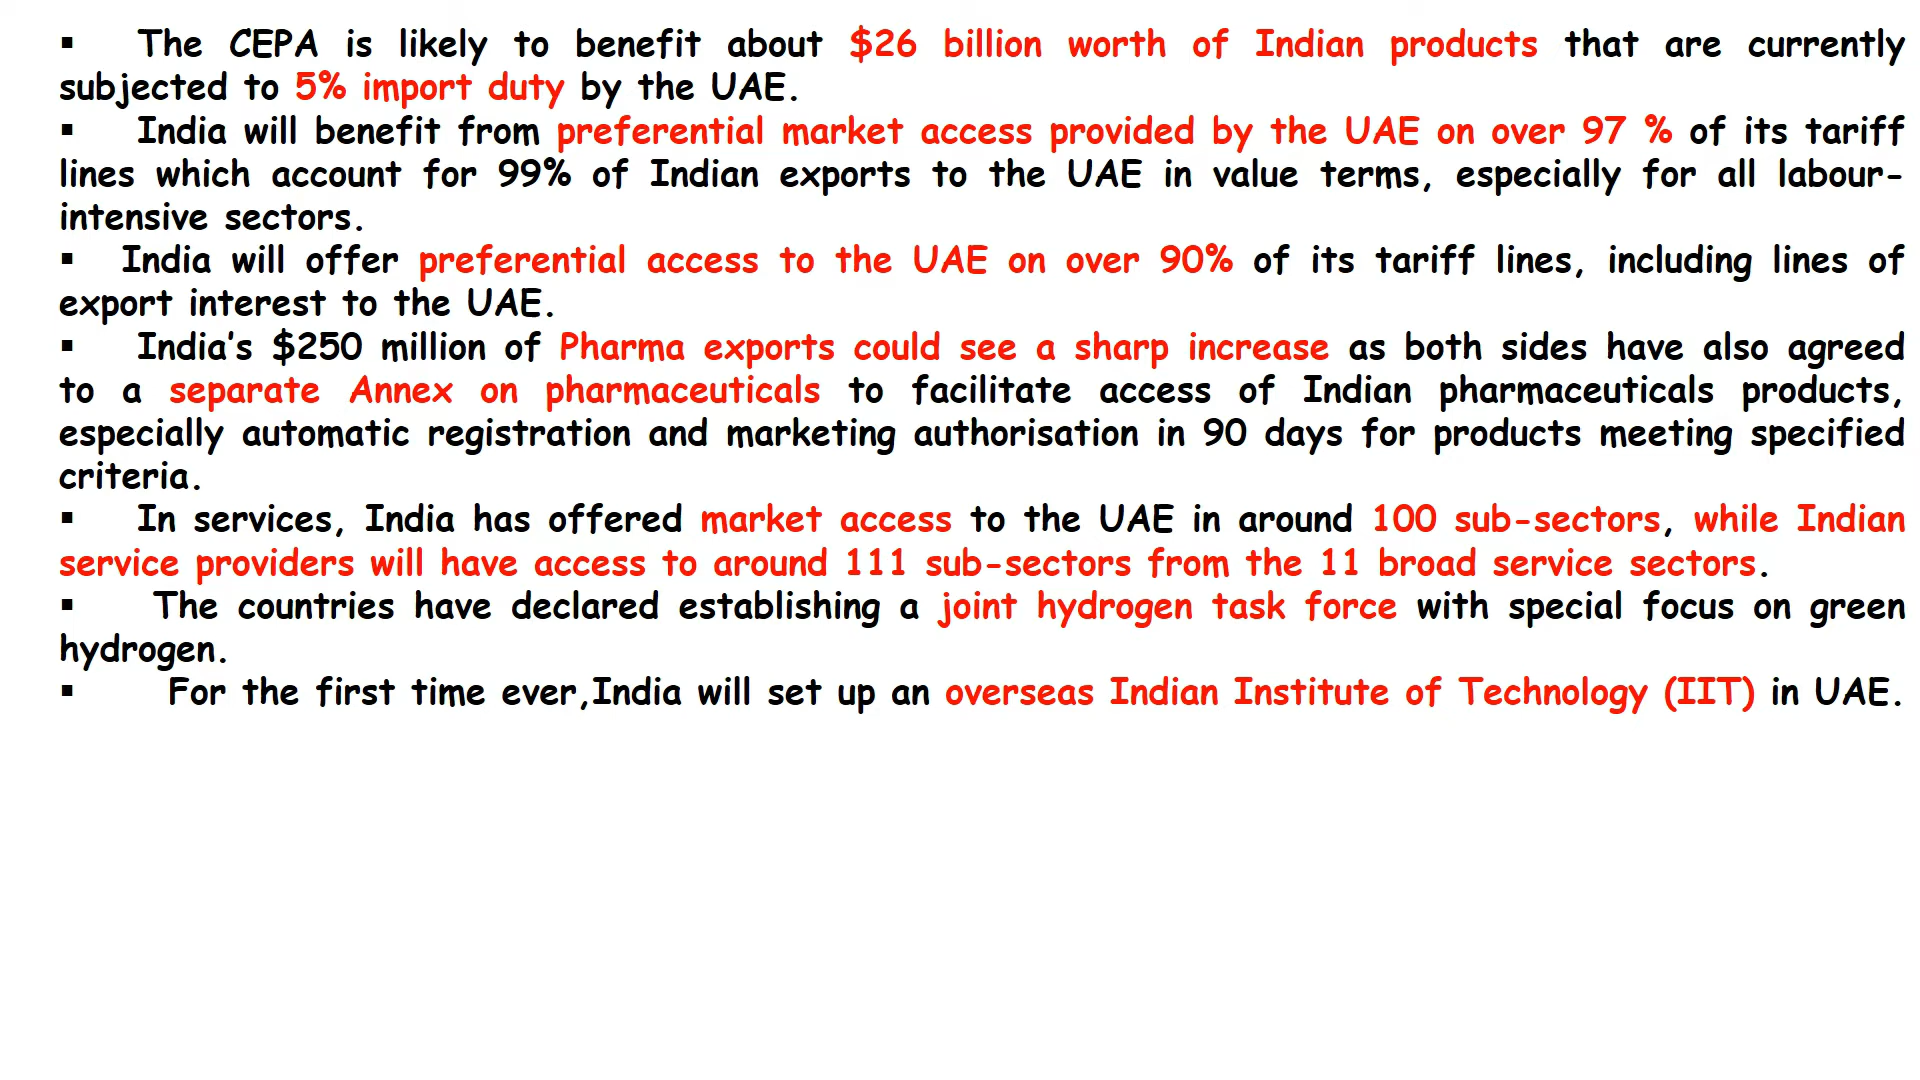 ▪ The CEPA is likely to benefit about $26 billion worth of Indian products that are currently
subjected to 5% import duty by the UAE.
▪ India will benefit from preferential market access provided by the UAE on over 97 % of its tariff
lines which account for 99% of Indian exports to the UAE in value terms, especially for all labour-
intensive sectors.
▪ India will offer preferential access to the UAE on over 90% of its tariff lines, including lines of
export interest to the UAE.
▪ India’s $250 million of Pharma exports could see a sharp increase as both sides have also agreed
to a separate Annex on pharmaceuticals to facilitate access of Indian pharmaceuticals products,
especially automatic registration and marketing authorisation in 90 days for products meeting specified
criteria.
▪ In services, India has offered market access to the UAE in around 100 sub-sectors, while Indian
service providers will have access to around 111 sub-sectors from the 11 broad service sectors.
▪ The countries have declared establishing a joint hydrogen task force with special focus on green
hydrogen.
▪ For the first time ever,India will set up an overseas Indian Institute of Technology (IIT) in UAE.